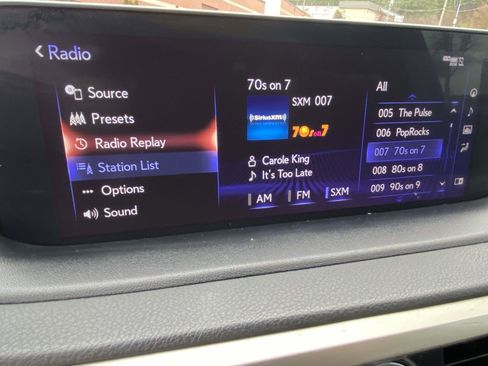 Radio
Source
Presets
Radio Replay
Station List
Options
Sound
70s on 7
SXM 007
SiriusXM
70s on 7
Carole King
It's Too Late
AM
FM
SXM
All
005 The Pulse
006 PopRocks
007 70s on 7
008 80s on 8
009 90s on 9